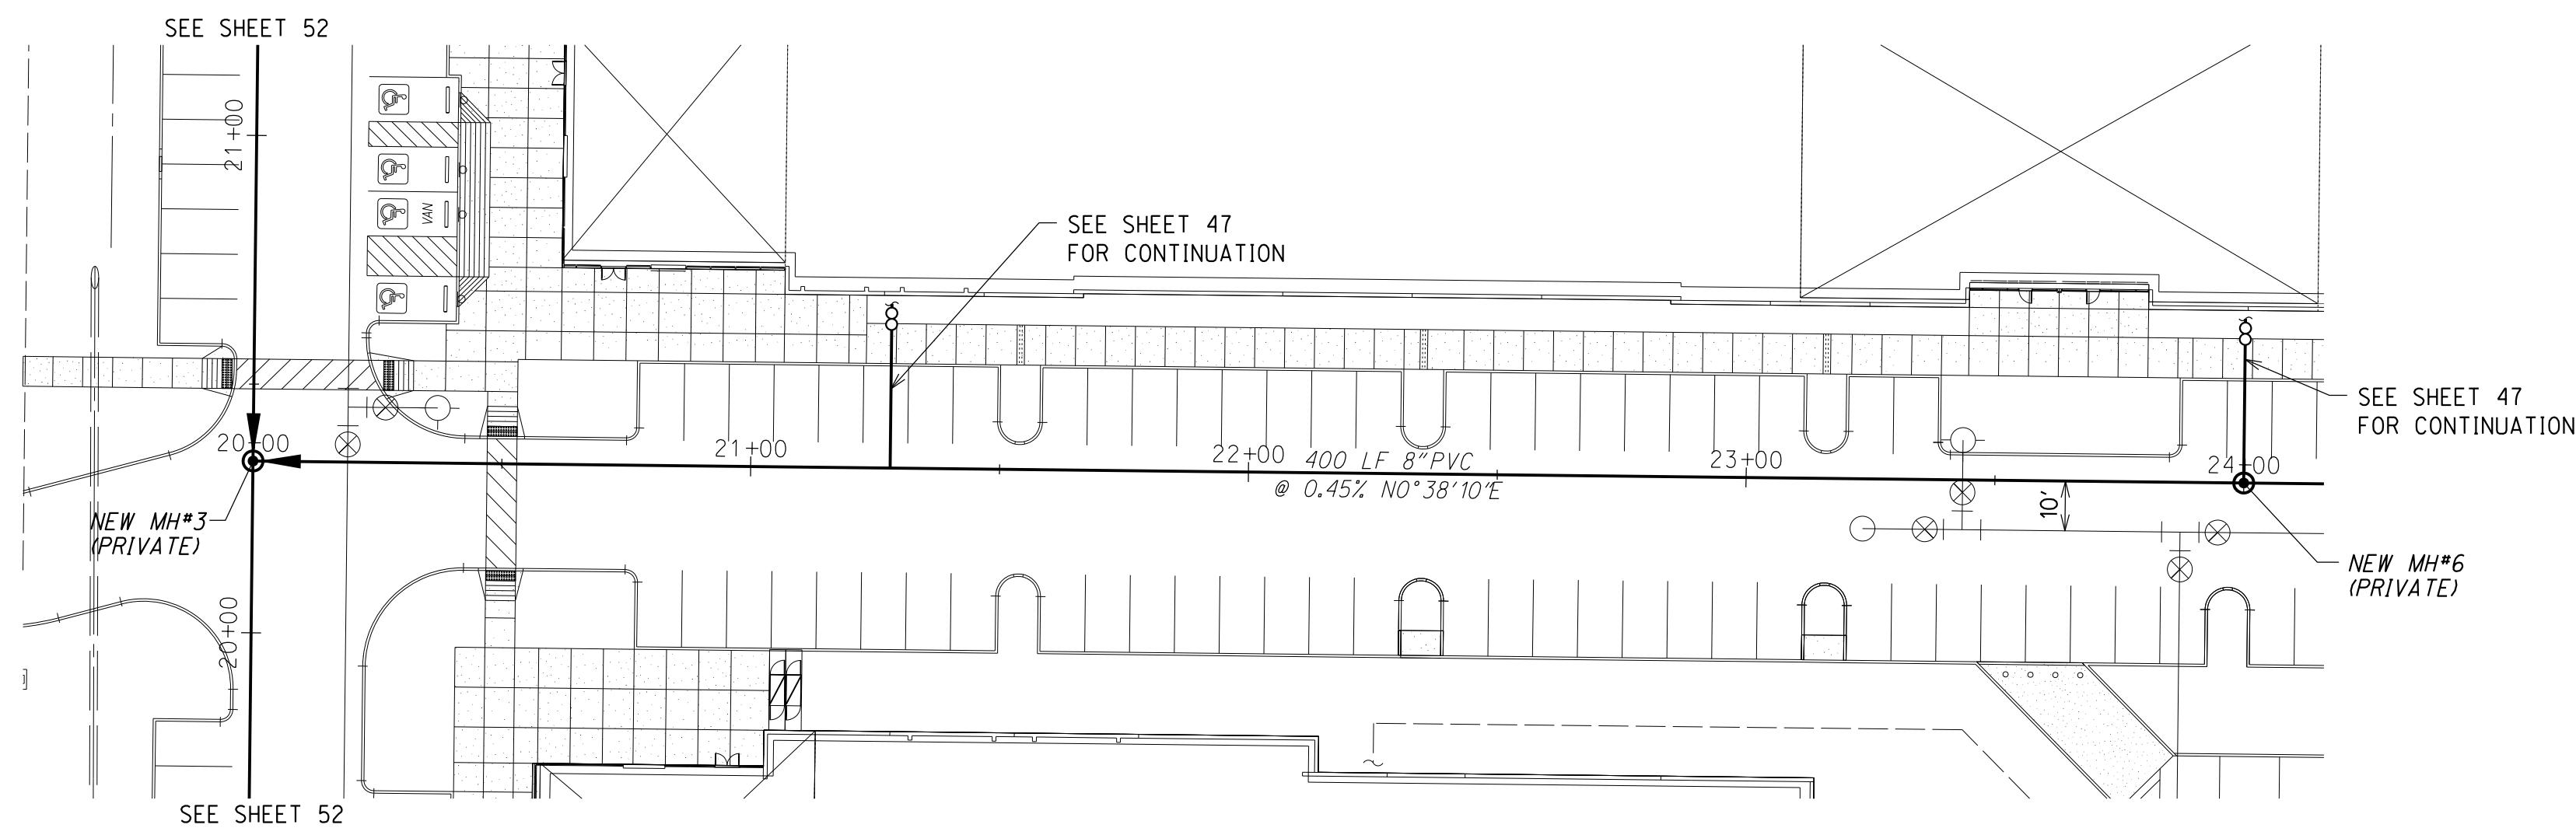 SEE SHEET 52
21+00
VAN
SEE SHEET 47
FOR CONTINUATION
SEE SHEET 47
FOR CONTINUATION
20+00
21+00
22+00
400 LF 8"PVC
@ 0.45% N0°38'10"E
23+00
24+00
10'
NEW MH#3
(PRIVATE)
NEW MH#6
(PRIVATE)
20+00
SEE SHEET 52